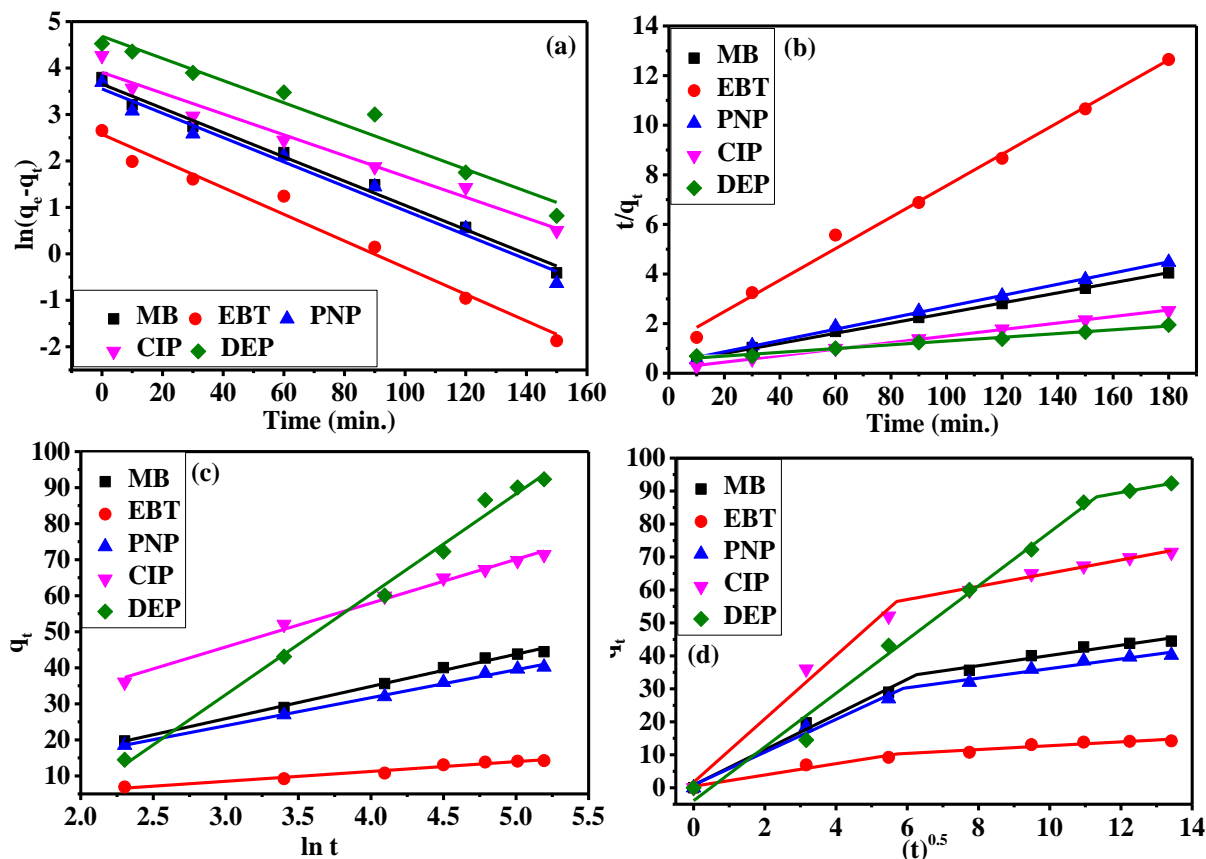 (a)
ln(qe-qt)
5
4
3
2
1
0
-1
-2
MB EBT PNP
CIP DEP
0 20 40 60 80 100 120 140 160
Time (min.)
(b)
t/qt
14
12
10
8
6
4
2
0
MB
EBT
PNP
CIP
DEP
0 20 40 60 80 100 120 140 160 180
Time (min.)
(c)
qt
100
90
80
70
60
50
40
30
20
10
MB
EBT
PNP
CIP
DEP
2.0 2.5 3.0 3.5 4.0 4.5 5.0 5.5
ln t
(d)
100
90
80
70
60
50
40
30
20
10
0
MB
EBT
PNP
CIP
DEP
0 2 4 6 8 10 12 14
(t)0.5